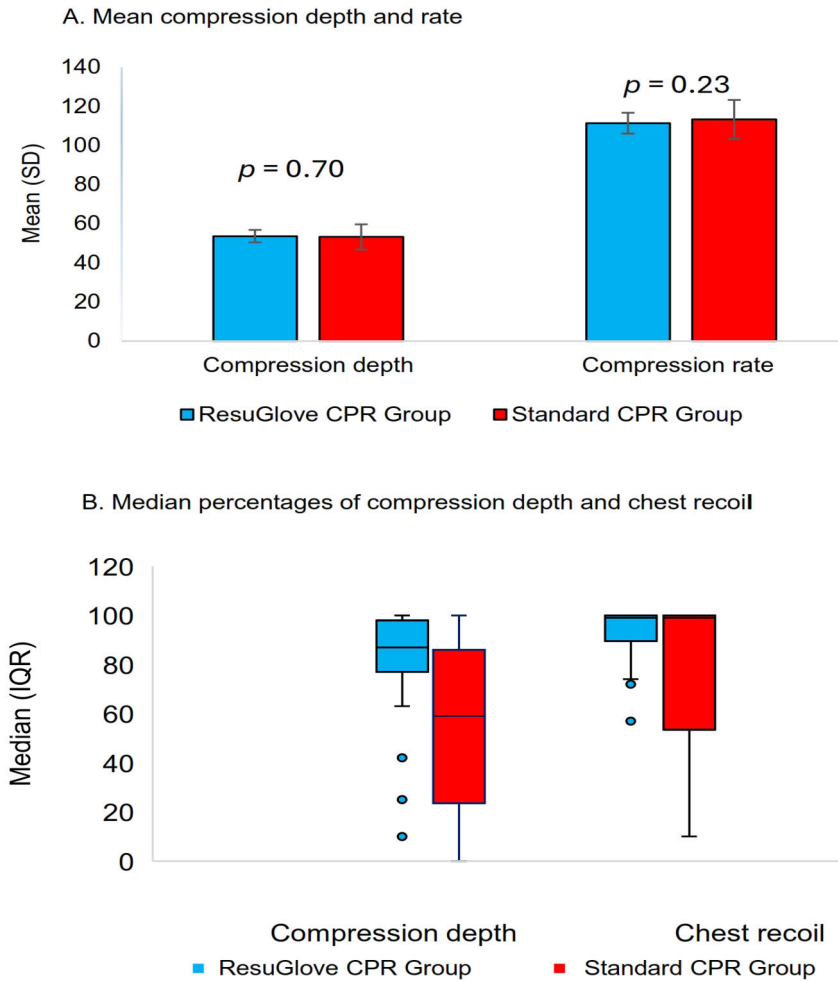 A. Mean compression depth and rate
Mean (SD)
140
120
100
80
60
40
20
0
p = 0.70
p = 0.23
Compression depth
Compression rate
ResuGlove CPR Group
Standard CPR Group
B. Median percentages of compression depth and chest recoil
Median (IQR)
120
100
80
60
40
20
0
Compression depth
Chest recoil
ResuGlove CPR Group
Standard CPR Group